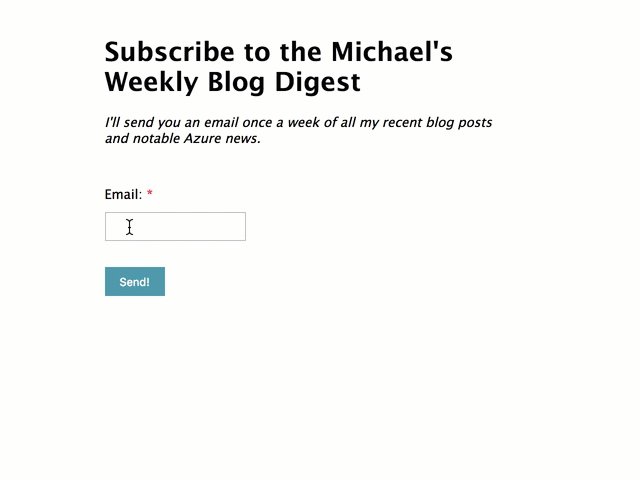 Subscribe to the Michael's
Weekly Blog Digest
I'll send you an email once a week of all my recent blog posts
and notable Azure news.
Email: *
Send!